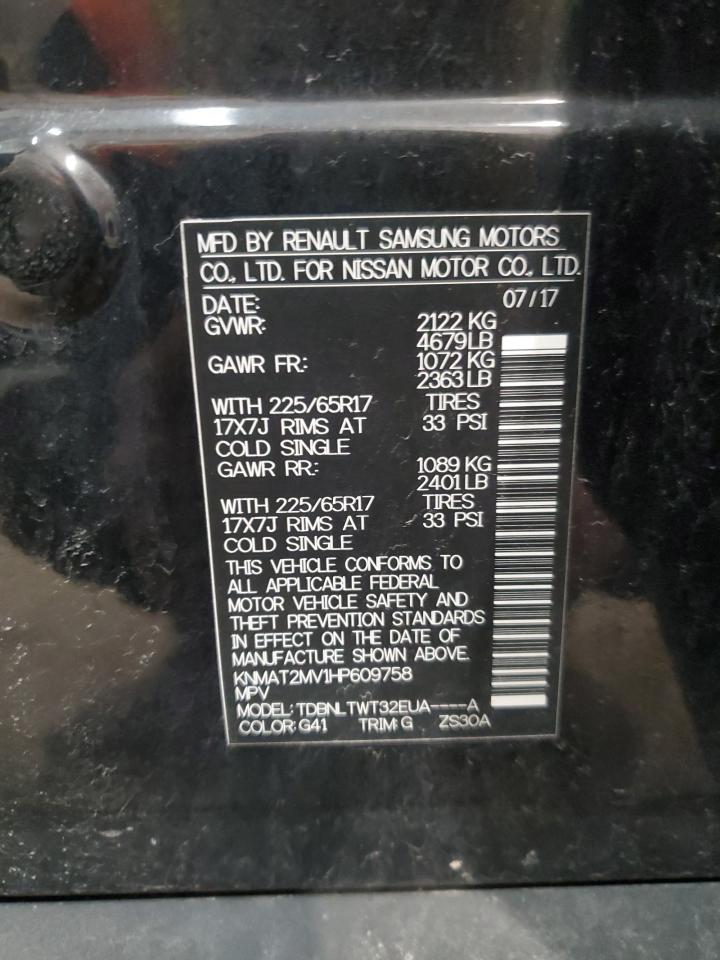 MFD BY RENAULT SAMSUNG MOTORS
CO., LTD. FOR NISSAN MOTOR CO., LTD.
DATE: 07/17
GVWR: 2122 KG
4679LB
GAWR FR.: 1072 KG
2363LB
WITH 225/65R17 TIRES
17X7J RIMS AT 33 PSI
COLD SINGLE
GAWR RR.: 1089 KG
2401LB
WITH 225/65R17 TIRES
17X7J RIMS AT 33 PSI
COLD SINGLE
THIS VEHICLE CONFORMS TO
ALL APPLICABLE FEDERAL
MOTOR VEHICLE SAFETY AND
THEFT PREVENTION STANDARDS
IN EFFECT ON THE DATE OF
MANUFACTURE SHOWN ABOVE.
KNMAT2MV1HP609758
MPV
MODEL: TDBNLTWT32EUA----A
COLOR: G41 TRIM: G ZS30A